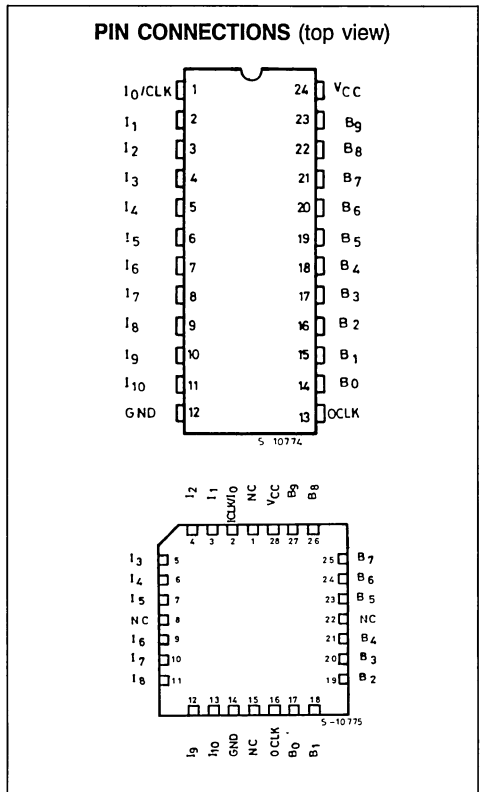 PIN CONNECTIONS (top view)
I0/CLK 1 24 VCC
I1 2 23 B9
I2 3 22 B8
I3 4 21 B7
I4 5 20 B6
I5 6 19 B5
I6 7 18 B4
I7 8 17 B3
I8 9 16 B2
I9 10 15 B1
I10 11 14 B0
GND 12 13 OCLK
S 10774
I2 I1 ICLK/I0 NC VCC B9 B8
4 3 2 1 28 27 26
I3 5 25 B7
I4 6 24 B6
I5 7 23 B5
NC 8 22 NC
I6 9 21 B4
I7 10 20 B3
I8 11 19 B2
12 13 14 15 16 17 18
S-10775
I9 I10 GND NC OCLK B0 B1